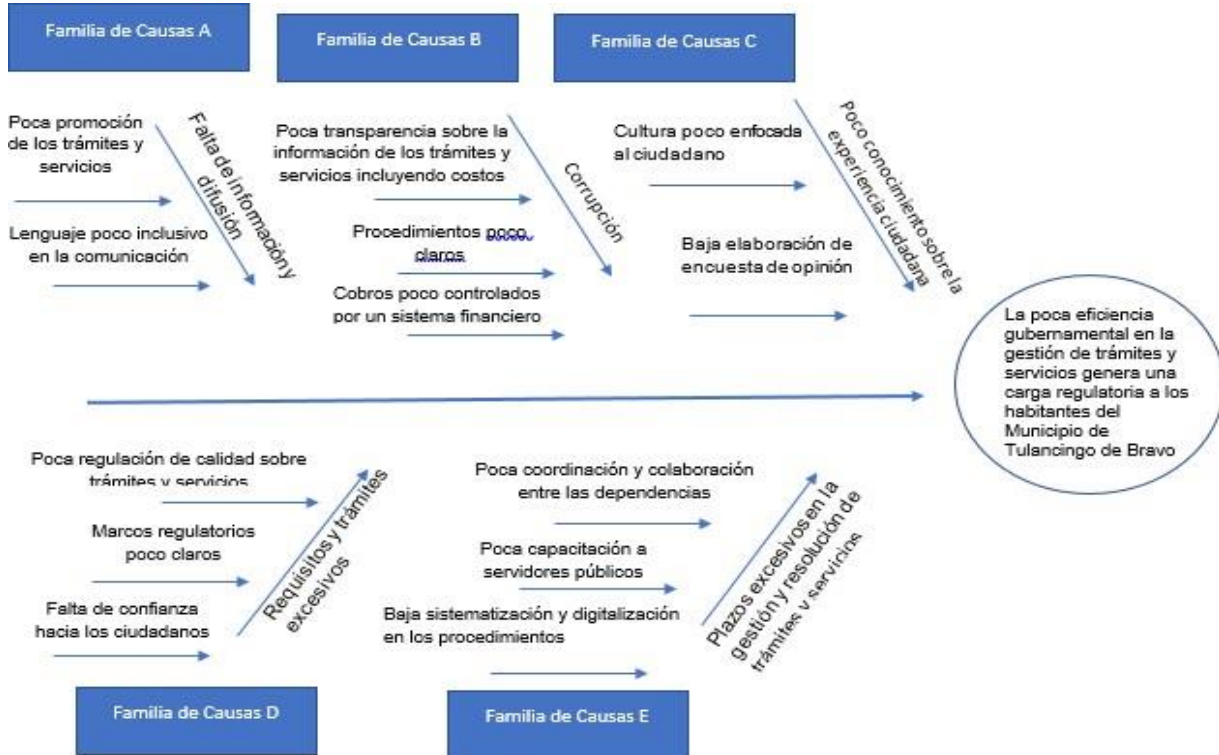 Familia de Causas A
Familia de Causas B
Familia de Causas C
Poca promoción
de los trámites y
servicios
Lenguaje poco inclusivo
en la comunicación
Falta de información y
difusión
Poca transparencia sobre la
información de los trámites y
servicios incluyendo costos
Procedimientos poco
claros
Cobros poco controlados
por un sistema financiero
Corrupción
Cultura poco enfocada
al ciudadano
Baja elaboración de
encuesta de opinión
Poco conocimiento sobre la
experiencia ciudadana
La poca eficiencia
gubernamental en la
gestión de trámites y
servicios genera una
carga regulatoria a los
habitantes del
Municipio de
Tulancingo de Bravo
Poca regulación de calidad sobre
trámites y servicios
Marcos regulatorios
poco claros
Falta de confianza
hacia los ciudadanos
Requisitos y trámites
excesivos
Poca coordinación y colaboración
entre las dependencias
Poca capacitación a
servidores públicos
Baja sistematización y digitalización
en los procedimientos
Plazos excesivos en la
gestión y resolución de
trámites y servicios
Familia de Causas D
Familia de Causas E